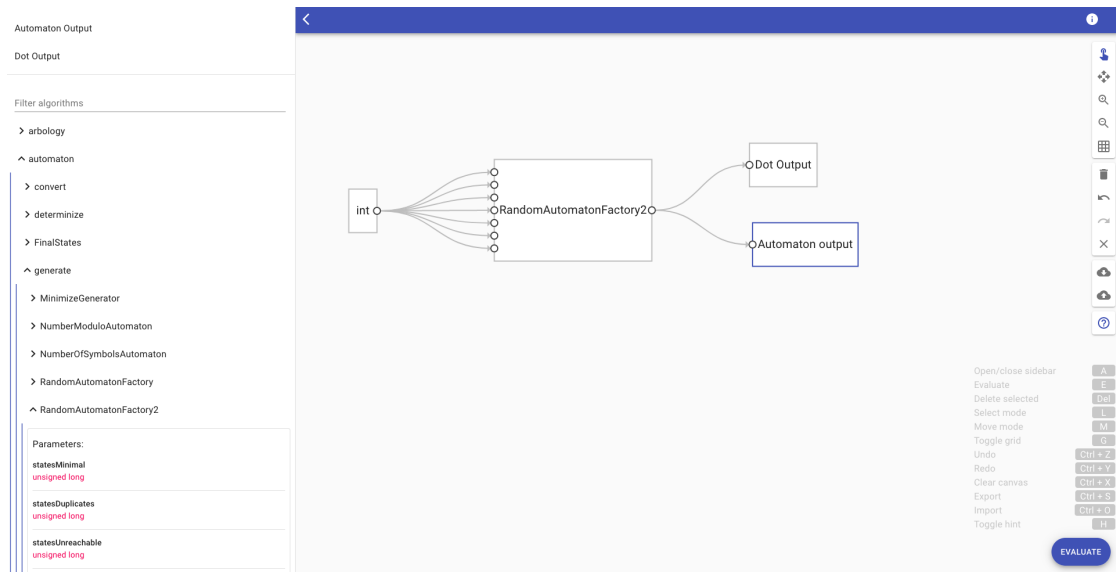 Automaton Output
Dot Output
Filter algorithms
arbology
automaton
convert
determinize
FinalStates
generate
MinimizeGenerator
NumberModuloAutomaton
NumberOfSymbolsAutomaton
RandomAutomatonFactory
RandomAutomatonFactory2
Parameters:
statesMinimal
unsigned long
statesDuplicates
unsigned long
statesUnreachable
unsigned long
int
RandomAutomatonFactory2
Dot Output
Automaton output
Open/close sidebar A
Evaluate E
Delete selected Del
Select mode L
Move mode M
Toggle grid G
Undo Ctrl + Z
Redo Ctrl + Y
Clear canvas Ctrl + X
Export Ctrl + S
Import Ctrl + O
Toggle hint H
EVALUATE